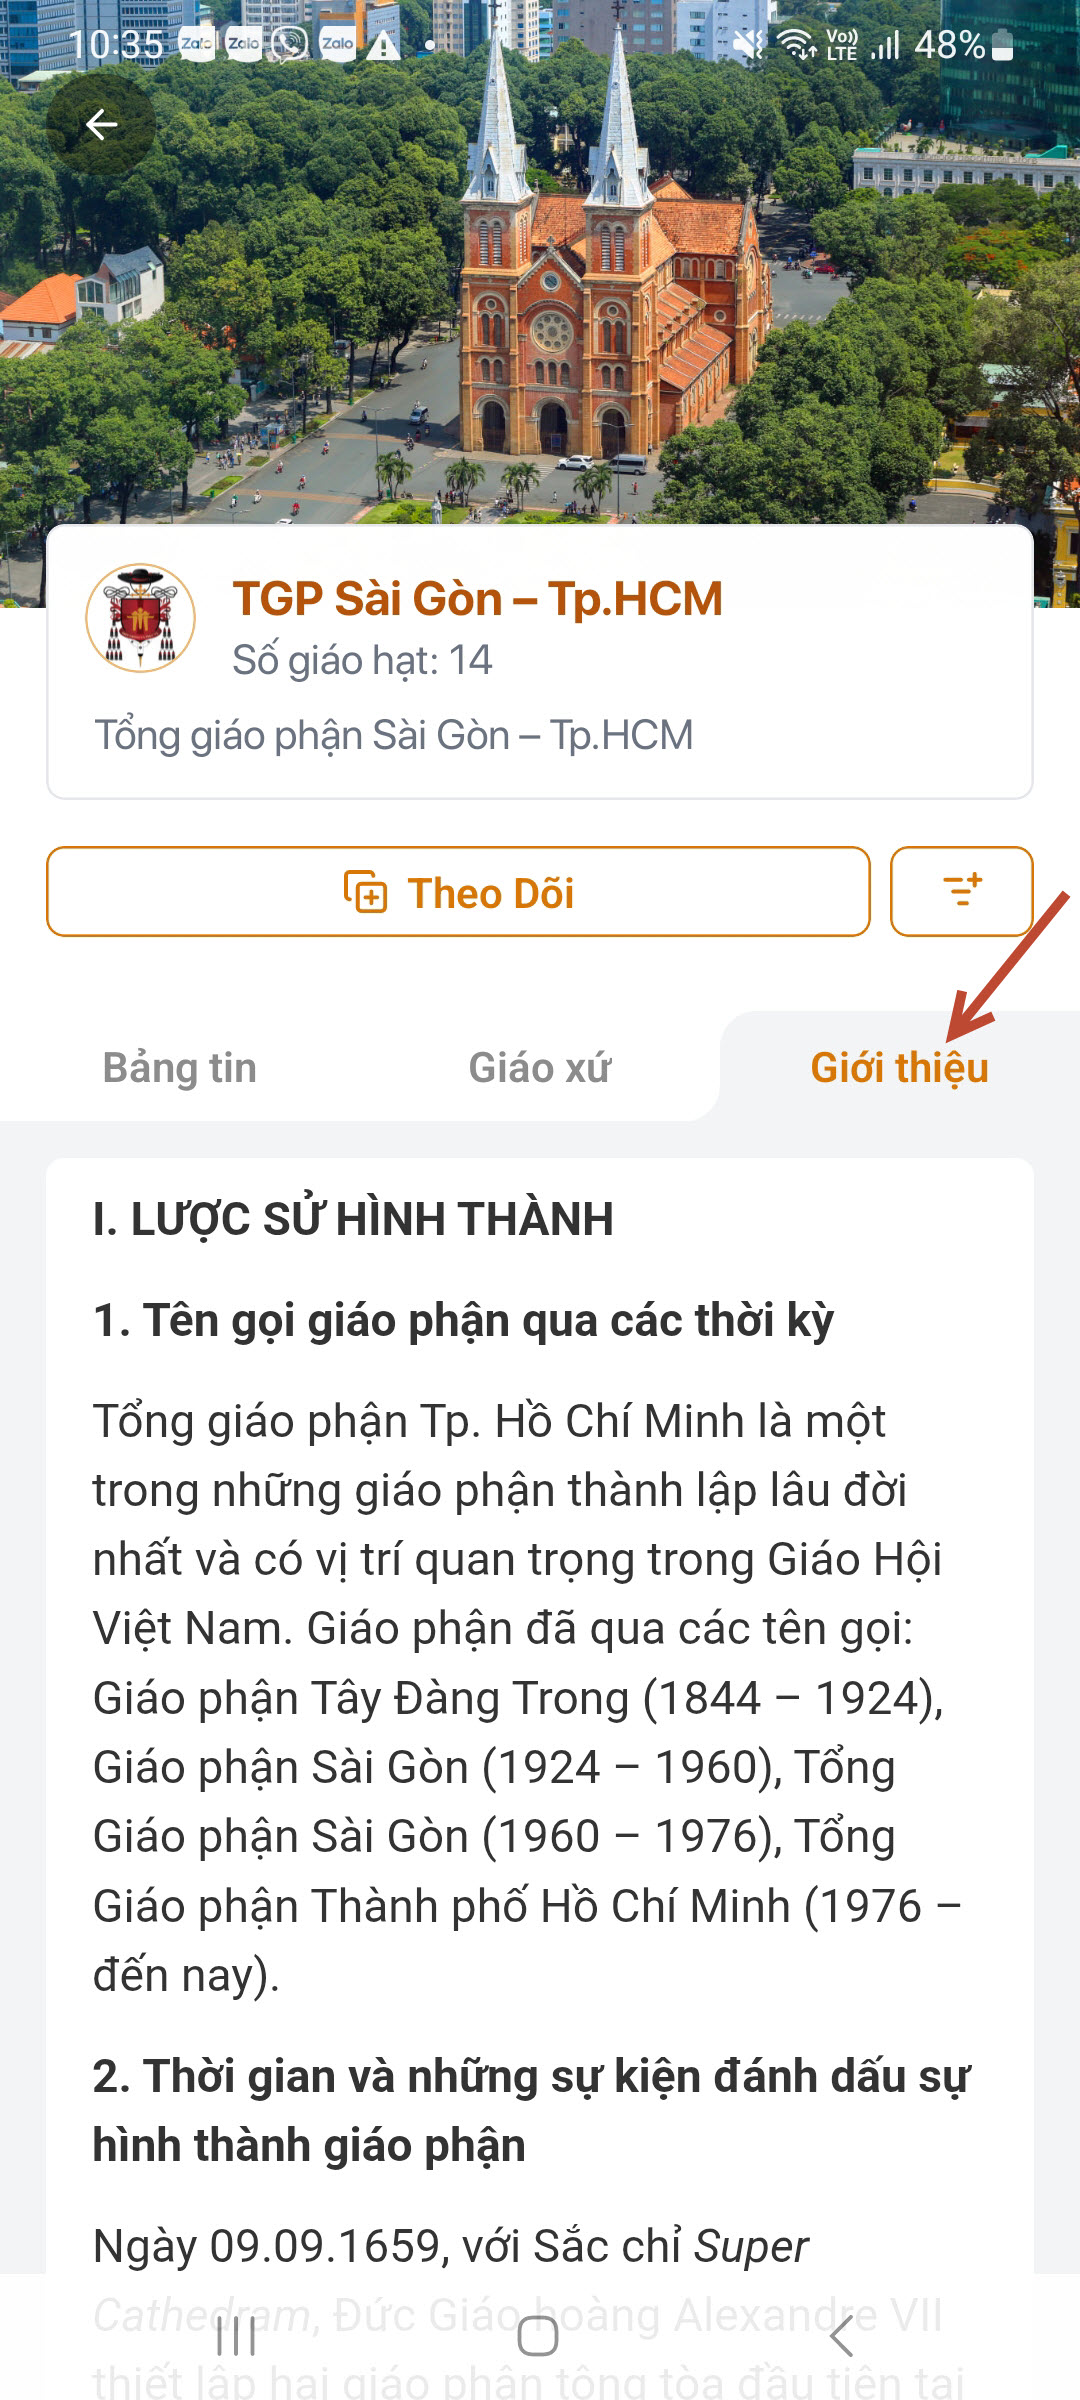 10:35 Zalo Zalo Zalo Vo)) LTE 48%
TGP Sài Gòn – Tp.HCM
Số giáo hạt: 14
Tổng giáo phận Sài Gòn – Tp.HCM
Theo Dõi
Bảng tin Giáo xứ Giới thiệu
I. LƯỢC SỬ HÌNH THÀNH
1. Tên gọi giáo phận qua các thời kỳ
Tổng giáo phận Tp. Hồ Chí Minh là một
trong những giáo phận thành lập lâu đời
nhất và có vị trí quan trọng trong Giáo Hội
Việt Nam. Giáo phận đã qua các tên gọi:
Giáo phận Tây Đàng Trong (1844 – 1924),
Giáo phận Sài Gòn (1924 – 1960), Tổng
Giáo phận Sài Gòn (1960 – 1976), Tổng
Giáo phận Thành phố Hồ Chí Minh (1976 –
đến nay).
2. Thời gian và những sự kiện đánh dấu sự
hình thành giáo phận
Ngày 09.09.1659, với Sắc chỉ Super
Cathedram, Đức Giáo hoàng Alexandre VII
thiết lập hai giáo phận tông tòa đầu tiên tại